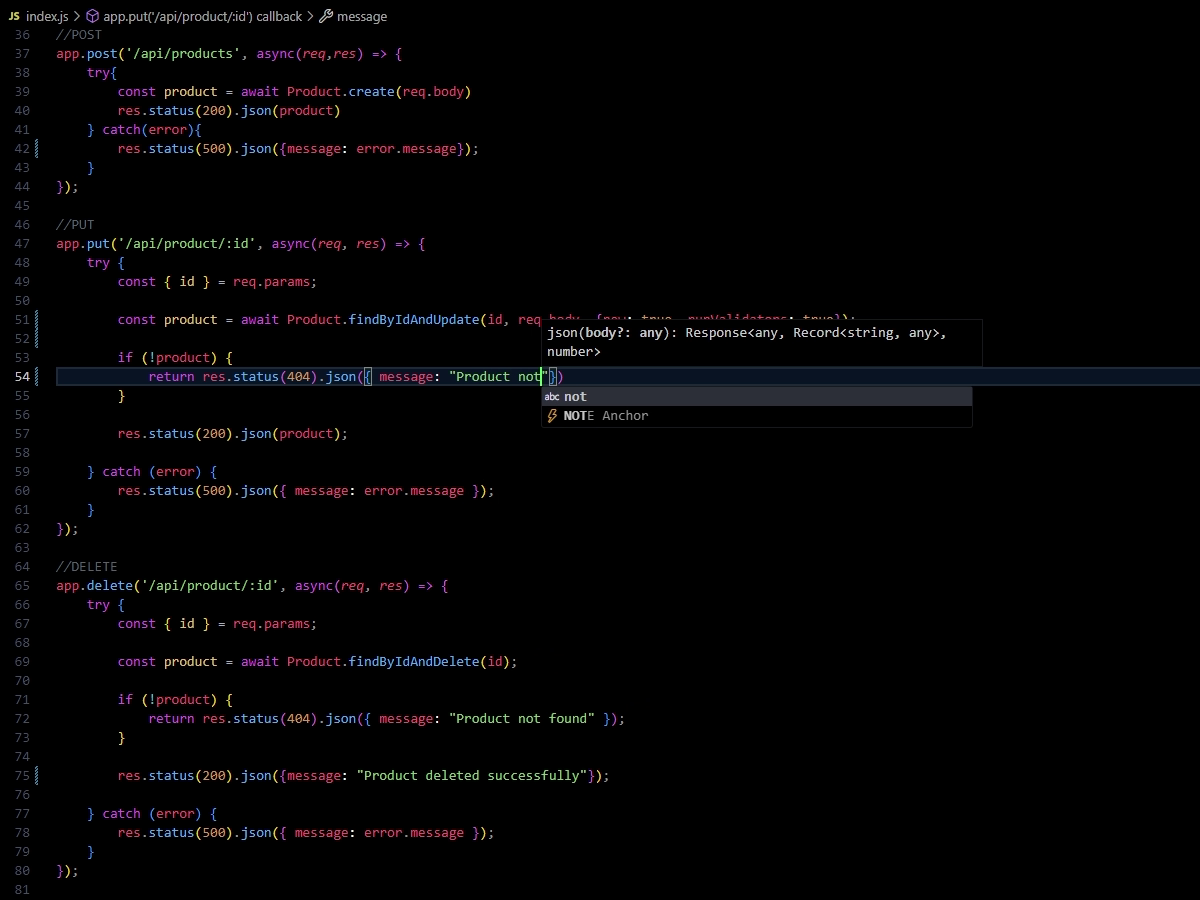 JS index.js > app.put('/api/product/:id') callback > message
36 //POST
37 app.post('/api/products', async(req,res) => {
38 try{
39 const product = await Product.create(req.body)
40 res.status(200).json(product)
41 } catch(error){
42 res.status(500).json({message: error.message});
43 }
44 });
45
46 //PUT
47 app.put('/api/product/:id', async(req, res) => {
48 try {
49 const { id } = req.params;
50
51 const product = await Product.findByIdAndUpdate(id, req.body, {new: true, runValidators: true});
json(body?: any): Response<any, Record<string, any>,
52
number>
53 if (!product) {
54 return res.status(404).json({ message: "Product not"})
55 }
abc not
NOTE Anchor
56
57 res.status(200).json(product);
58
59 } catch (error) {
60 res.status(500).json({ message: error.message });
61 }
62 });
63
64 //DELETE
65 app.delete('/api/product/:id', async(req, res) => {
66 try {
67 const { id } = req.params;
68
69 const product = await Product.findByIdAndDelete(id);
70
71 if (!product) {
72 return res.status(404).json({ message: "Product not found" });
73 }
74
75 res.status(200).json({message: "Product deleted successfully"});
76
77 } catch (error) {
78 res.status(500).json({ message: error.message });
79 }
80 });
81